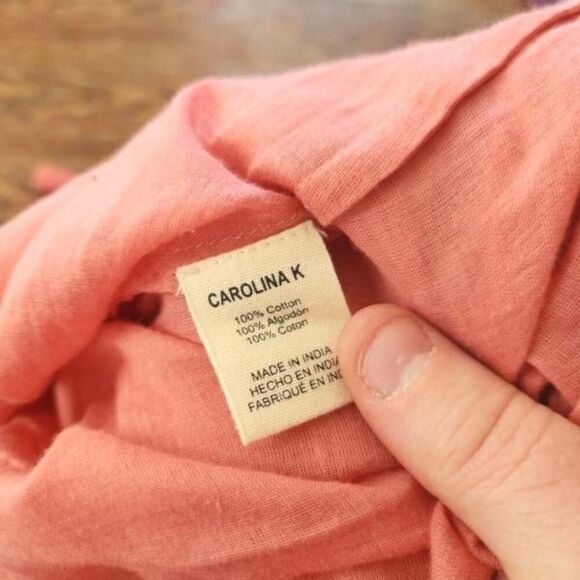 CAROLINA K
100% Cotton
100% Algodón
100% Coton
MADE IN INDIA
HECHO EN INDIA
FABRIQUÉ EN